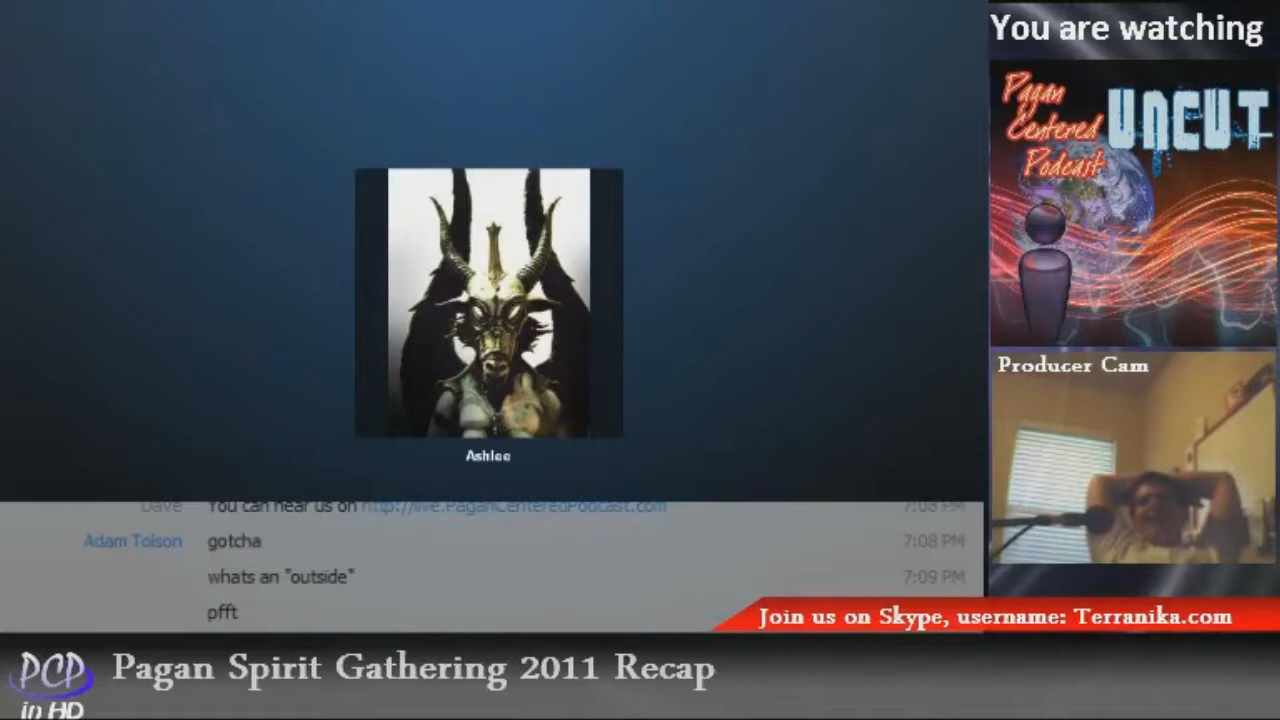 You are watching
Pagan
Centered
Podcast
UNCUT
Producer Cam
Ashlee
Dave You can hear us on http://live.PaganCenteredPodcast.com 7:08 PM
Adam Tolson gotcha 7:08 PM
whats an "outside" 7:09 PM
pfft
Join us on Skype, username: Terranika.com
PCP
in HD
Pagan Spirit Gathering 2011 Recap